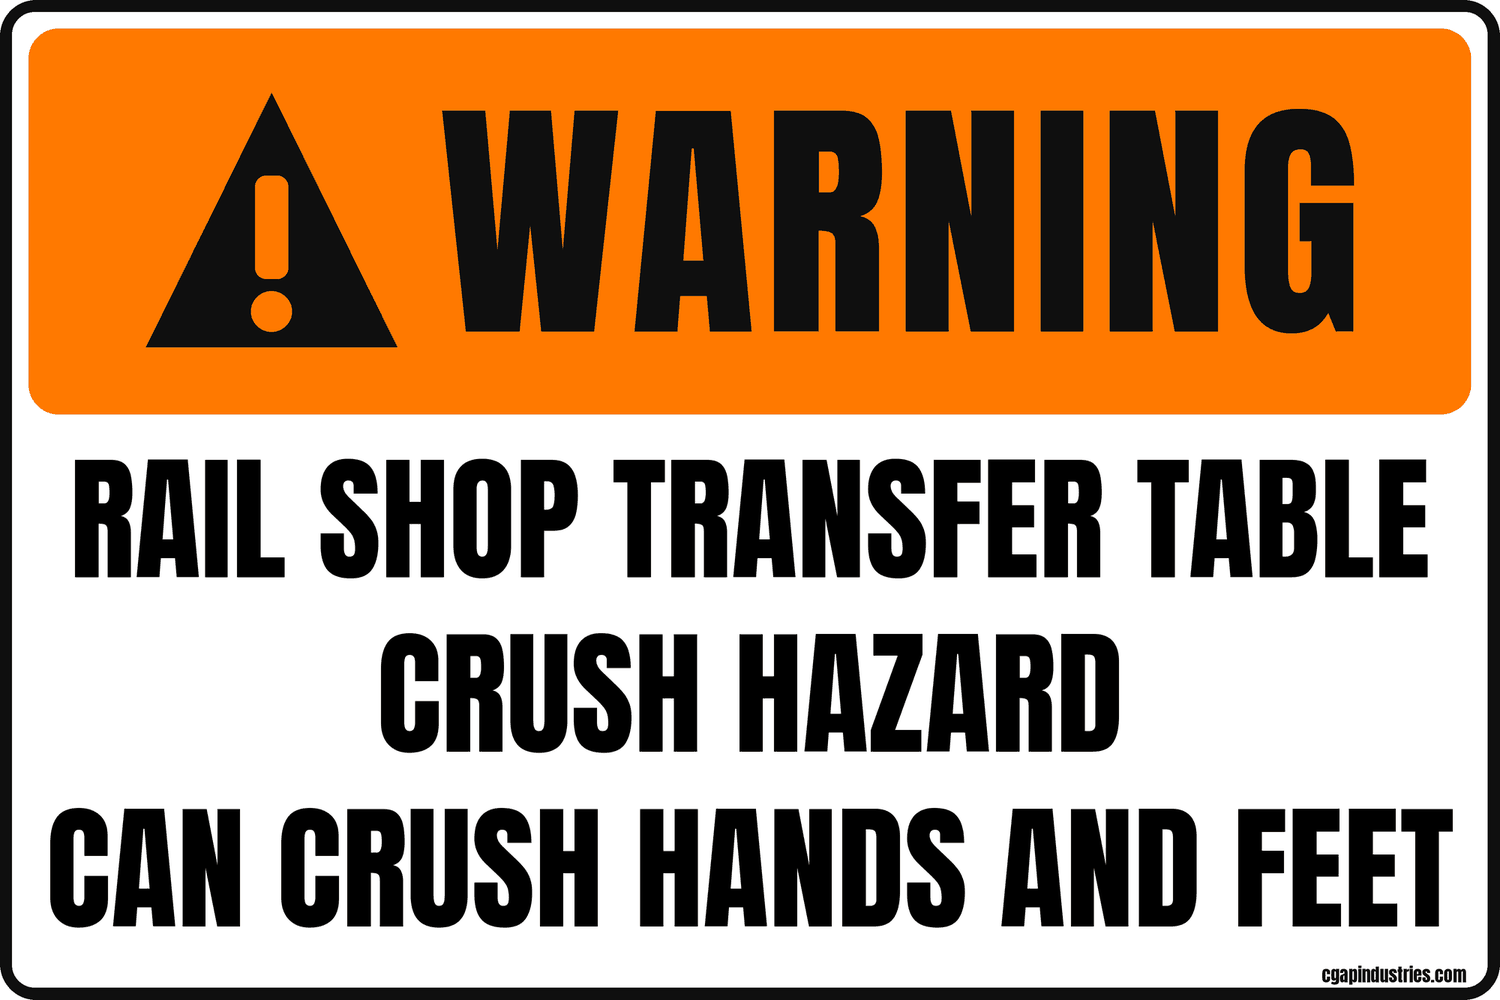 WARNING
RAIL SHOP TRANSFER TABLE
CRUSH HAZARD
CAN CRUSH HANDS AND FEET
cgapindustries.com